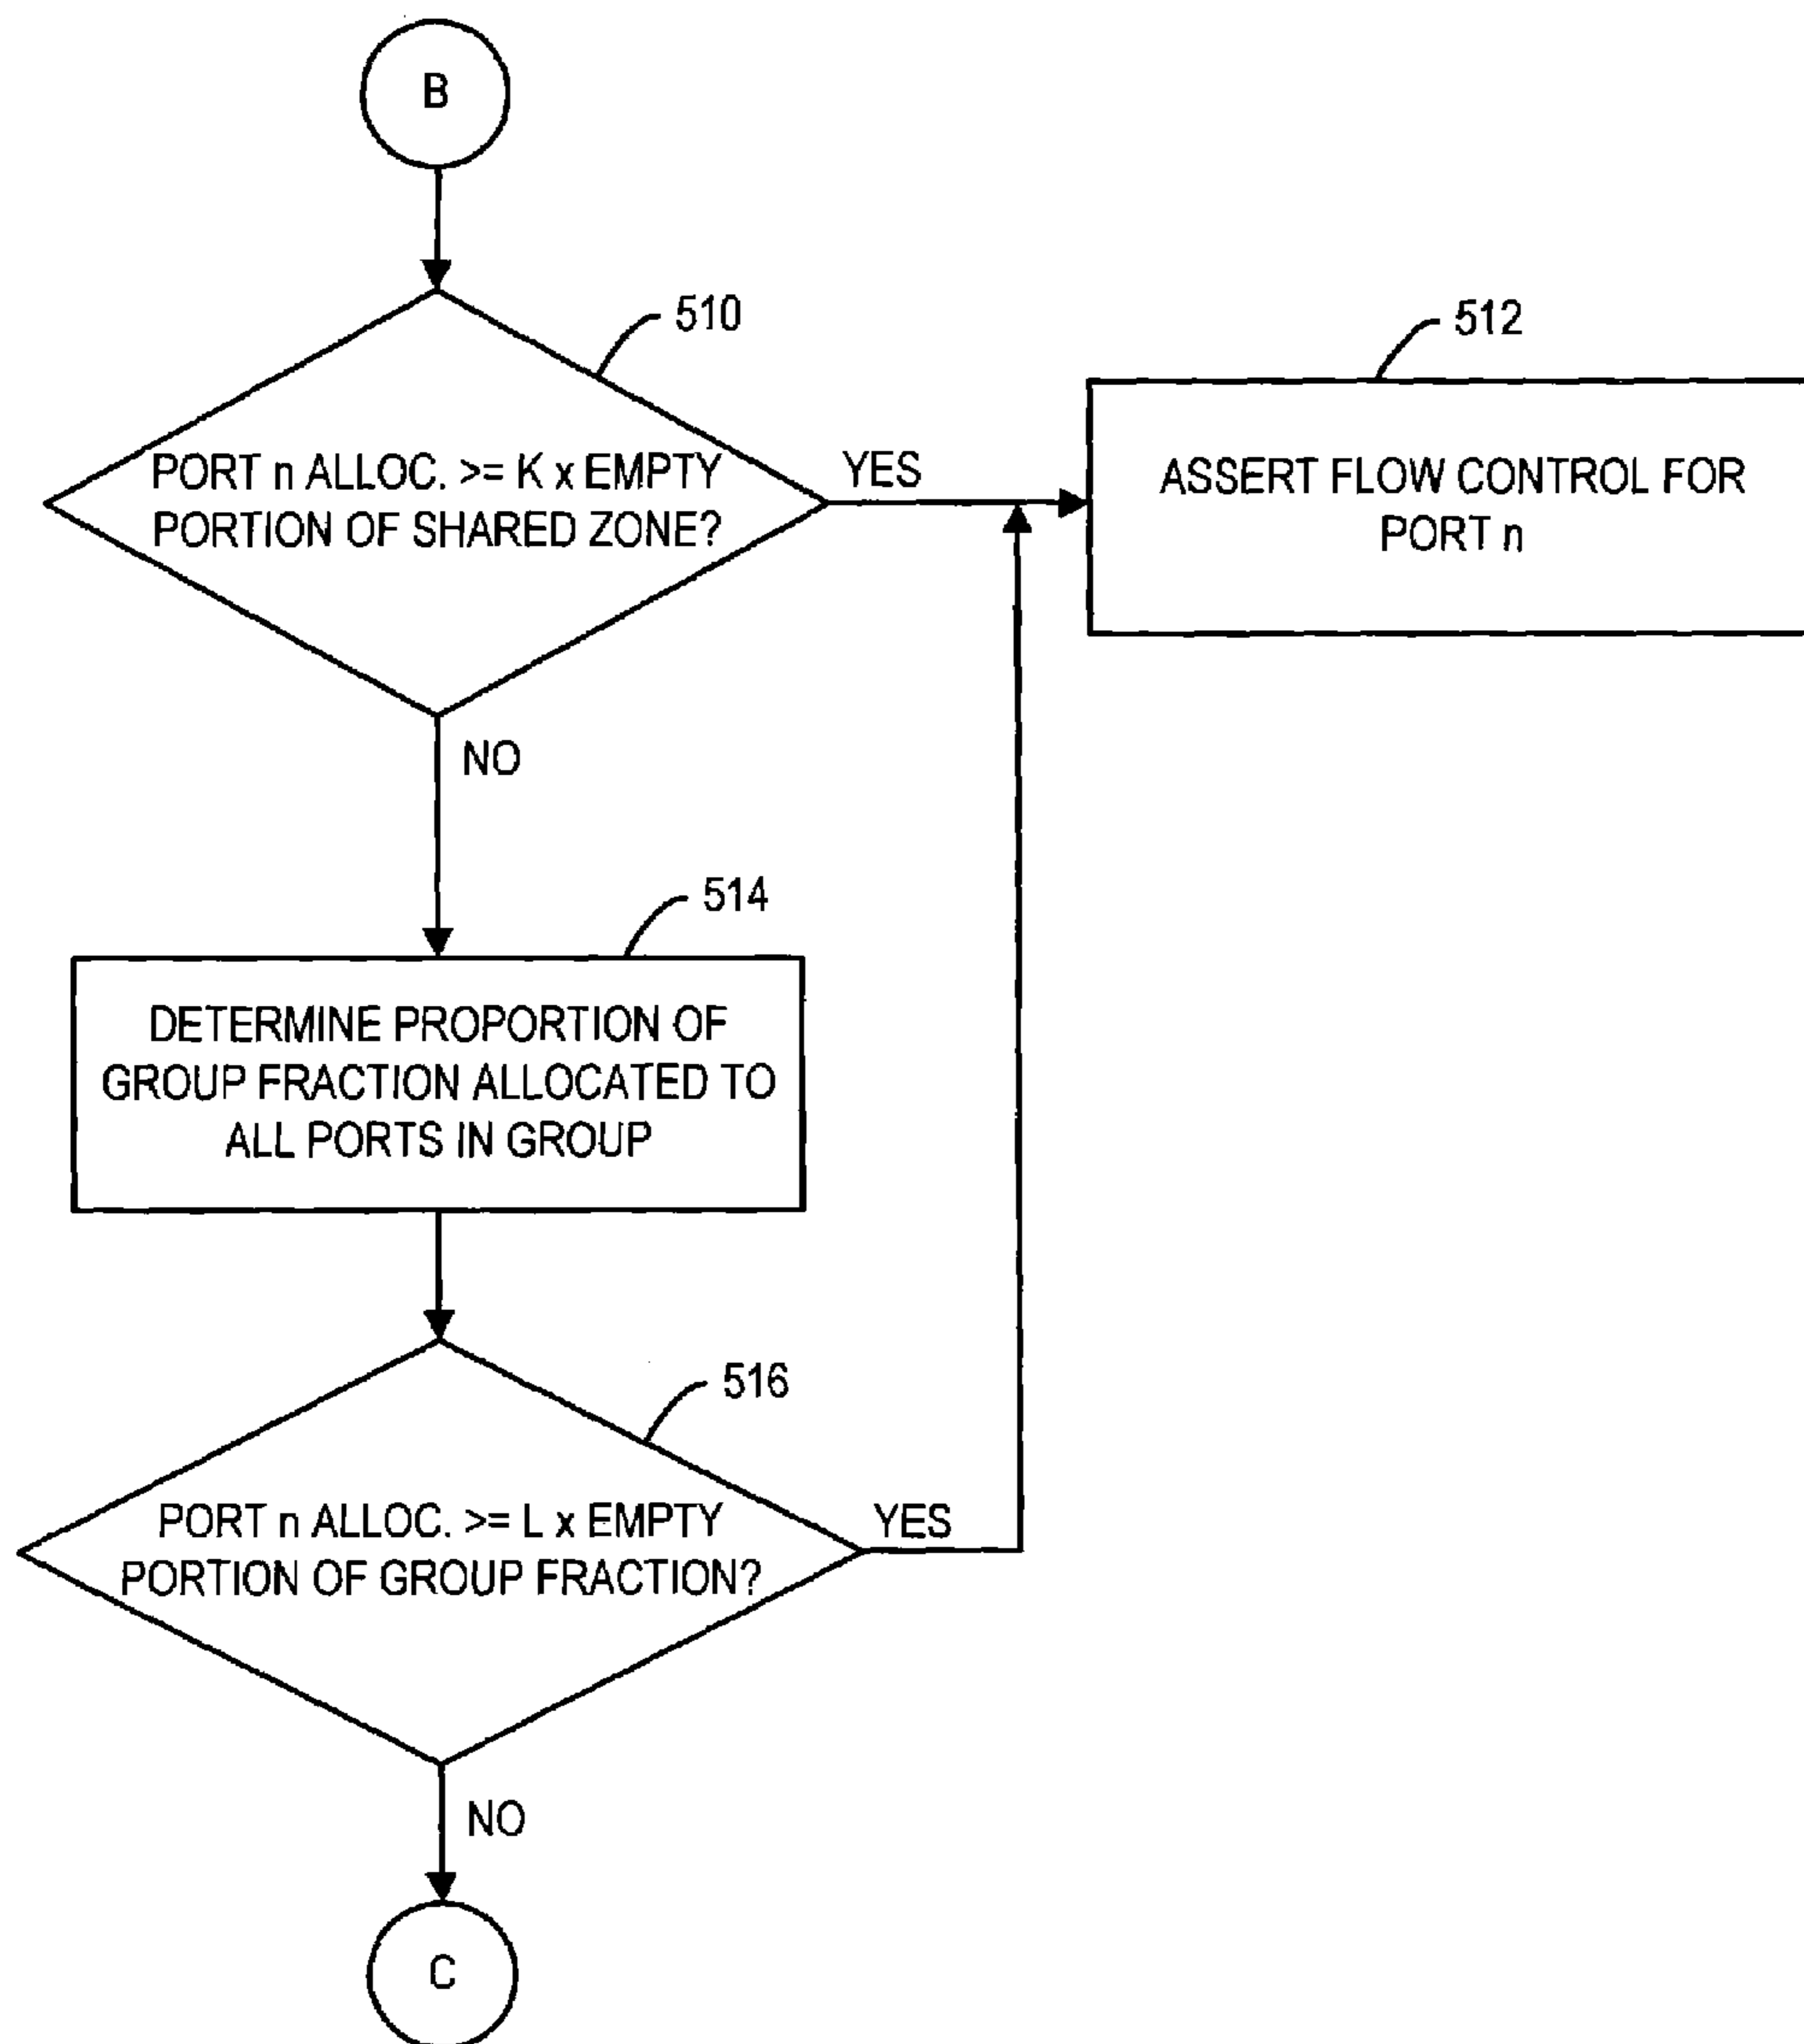 B
510
PORT n ALLOC. >= K x EMPTY
PORTION OF SHARED ZONE?
YES
512
ASSERT FLOW CONTROL FOR
PORT n
NO
514
DETERMINE PROPORTION OF
GROUP FRACTION ALLOCATED TO
ALL PORTS IN GROUP
516
PORT n ALLOC. >= L x EMPTY
PORTION OF GROUP FRACTION?
YES
NO
C